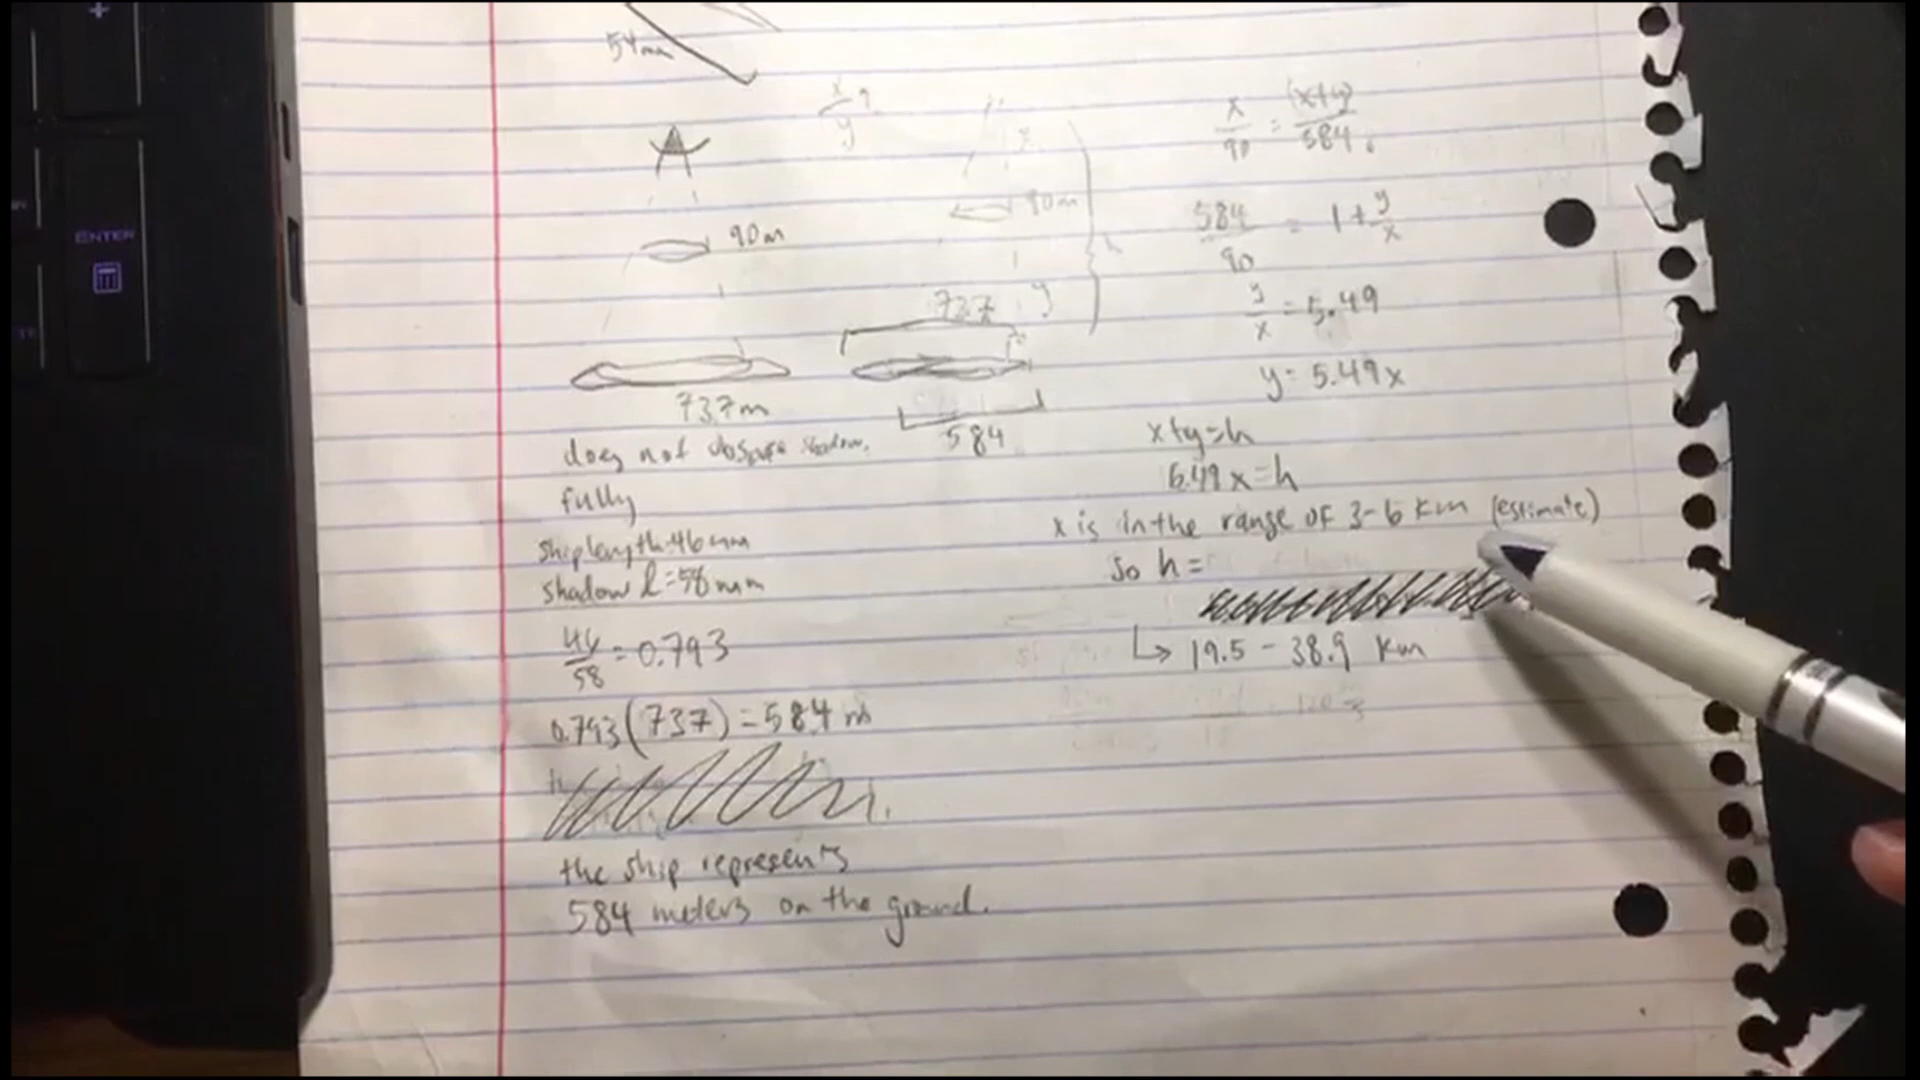 +
ENTER
54mm
x/y ?
90m
737m
does not obscure shadow.
fully
ship length=46mm
shadow l=58mm
46/58 = 0.793
0.793(737) = 584 m
the ship represents
584 meters on the ground.
x
90m
y
h
737
584
x/90 = (x+y)/584
584/90 = 1 + y/x
y/x = 5.49
y = 5.49x
x+y=h
6.49x=h
x is in the range of 3-6 km (estimate)
so h =
↳ 19.5 - 38.9 km